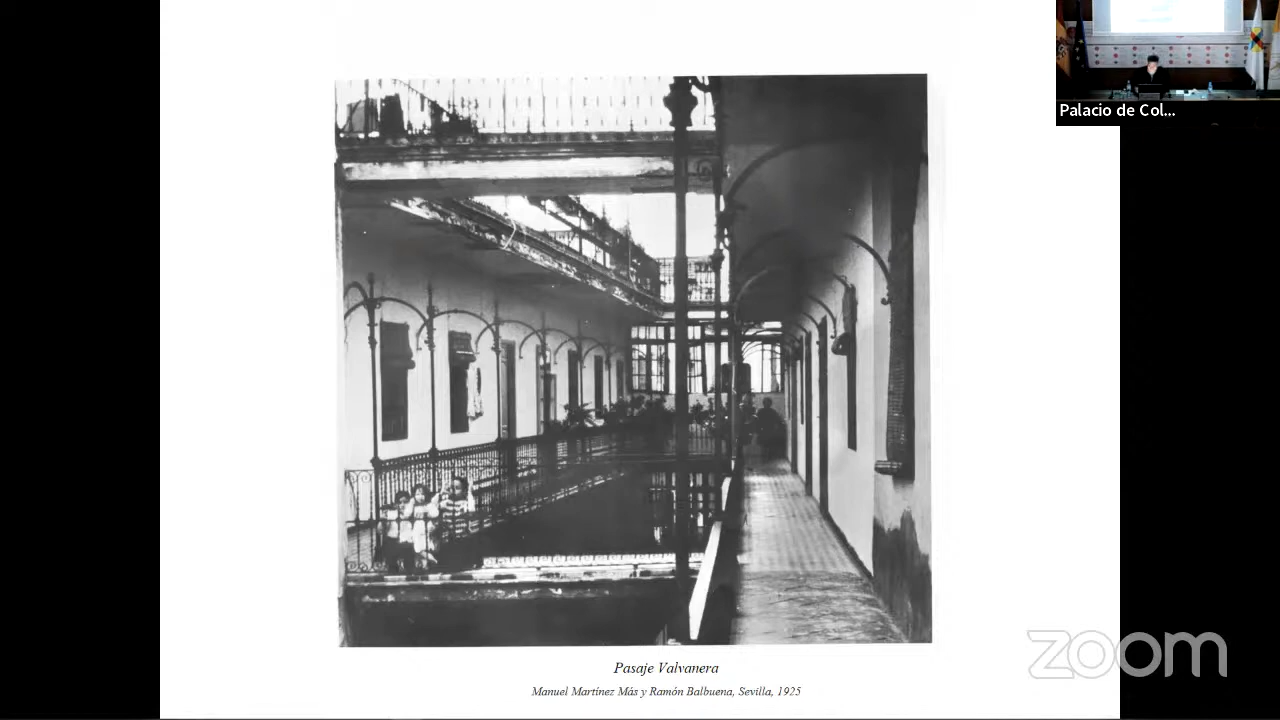 Palacio de Col...
Pasaje Valvanera
Manuel Martínez Más y Ramón Balbuena, Sevilla, 1925
zoom